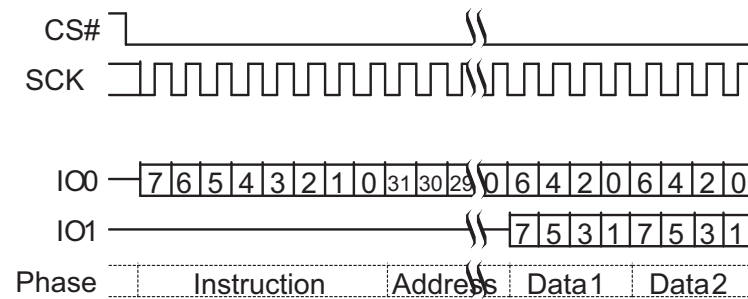 CS#
SCK
IO0 7 6 5 4 3 2 1 0 31 30 29 0 6 4 2 0 6 4 2 0
IO1 7 5 3 1 7 5 3 1
Phase Instruction Address Data1 Data2